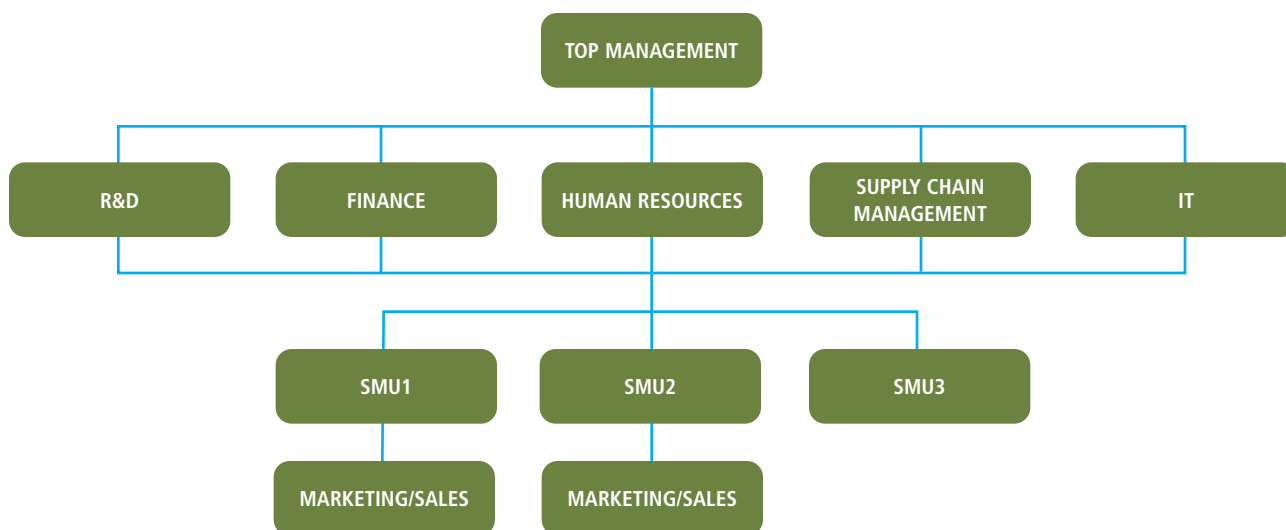 TOP MANAGEMENT
R&D
FINANCE
HUMAN RESOURCES
SUPPLY CHAIN
MANAGEMENT
IT
SMU1
SMU2
SMU3
MARKETING/SALES
MARKETING/SALES